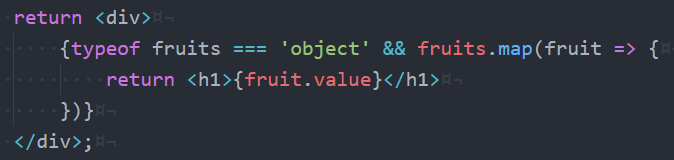 return <div>
{typeof fruits === 'object' && fruits.map(fruit => {
return <h1>{fruit.value}</h1>
})}
</div>;